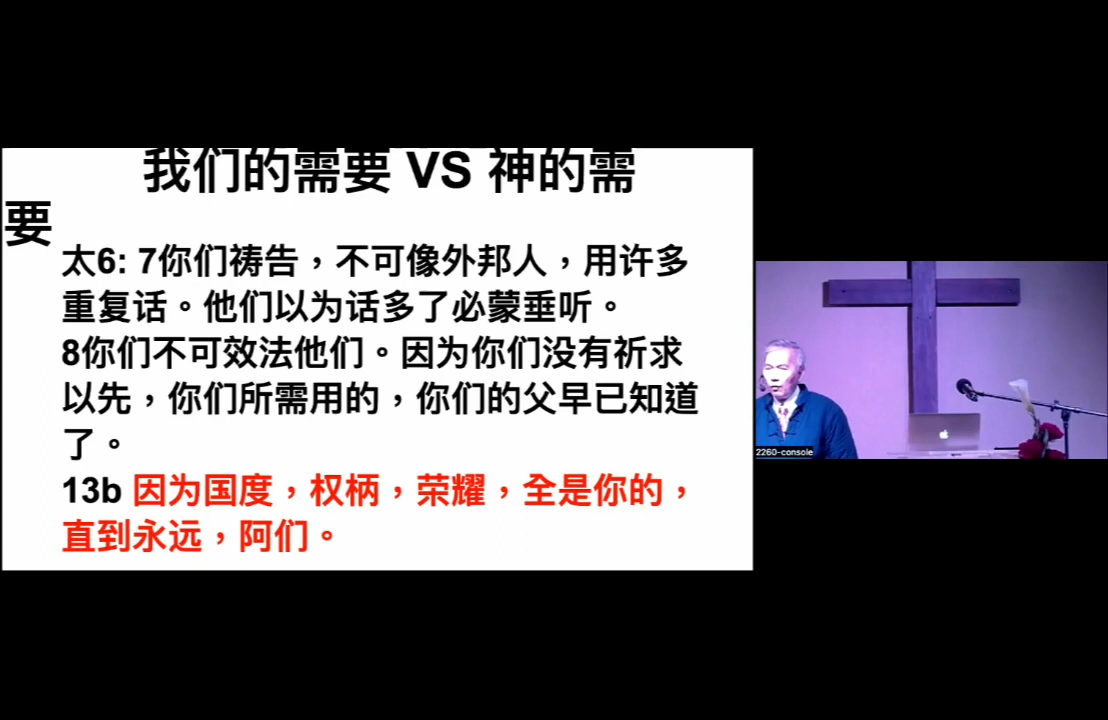 我们的需要 VS 神的需
要
太6: 7你们祷告，不可像外邦人，用许多
重复话。他们以为话多了必蒙垂听。
8你们不可效法他们。因为你们没有祈求
以先，你们所需用的，你们的父早已知道
了。
13b 因为国度，权柄，荣耀，全是你的，
直到永远，阿们。
2260-console